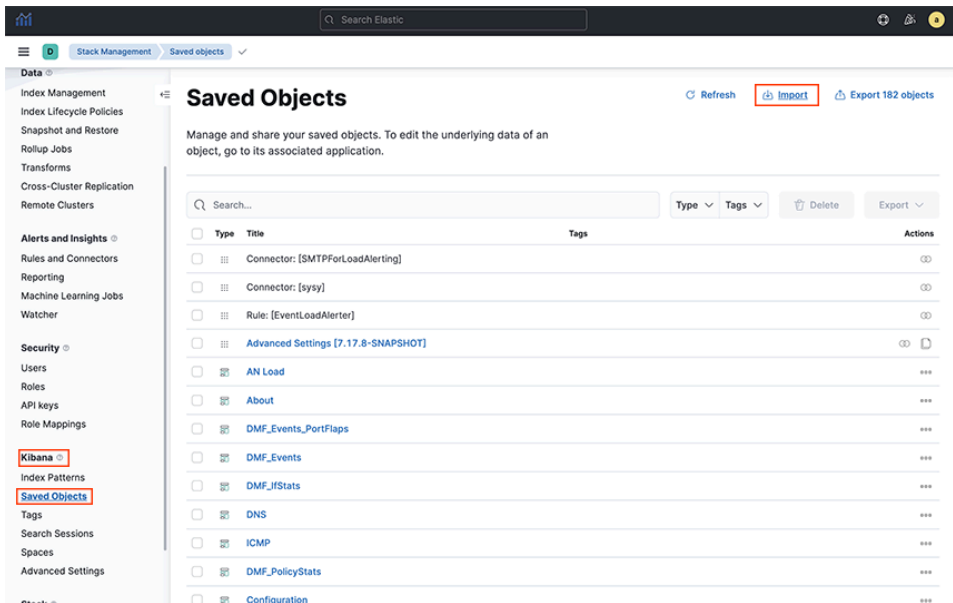 Search Elastic
a
D
Stack Management
Saved objects
Data
Index Management
Index Lifecycle Policies
Snapshot and Restore
Rollup Jobs
Transforms
Cross-Cluster Replication
Remote Clusters
Alerts and Insights
Rules and Connectors
Reporting
Machine Learning Jobs
Watcher
Security
Users
Roles
API keys
Role Mappings
Kibana
Index Patterns
Saved Objects
Tags
Search Sessions
Spaces
Advanced Settings
Saved Objects
Refresh
Import
Export 182 objects
Manage and share your saved objects. To edit the underlying data of an
object, go to its associated application.
Search...
Type
Tags
Delete
Export
Type Title Tags Actions
Connector: [SMTPForLoadAlerting]
Connector: [sysy]
Rule: [EventLoadAlerter]
Advanced Settings [7.17.8-SNAPSHOT]
AN Load
About
DMF_Events_PortFlaps
DMF_Events
DMF_IfStats
DNS
ICMP
DMF_PolicyStats
Configuration